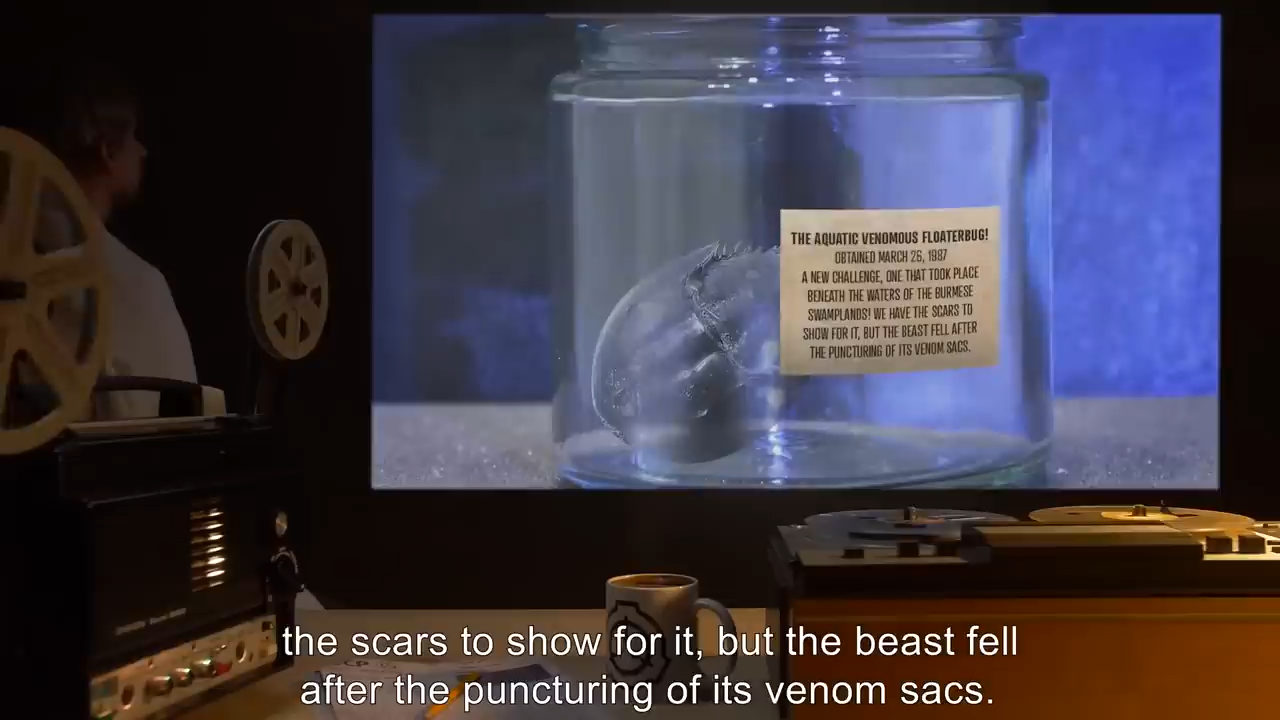 THE AQUATIC VENOMOUS FLOATERBUG!
OBTAINED MARCH 26, 1987
A NEW CHALLENGE, ONE THAT TOOK PLACE
BENEATH THE WATERS OF THE BURMESE
SWAMPLANDS! WE HAVE THE SCARS TO
SHOW FOR IT, BUT THE BEAST FELL AFTER
THE PUNCTURING OF ITS VENOM SACS.
the scars to show for it, but the beast fell
after the puncturing of its venom sacs.